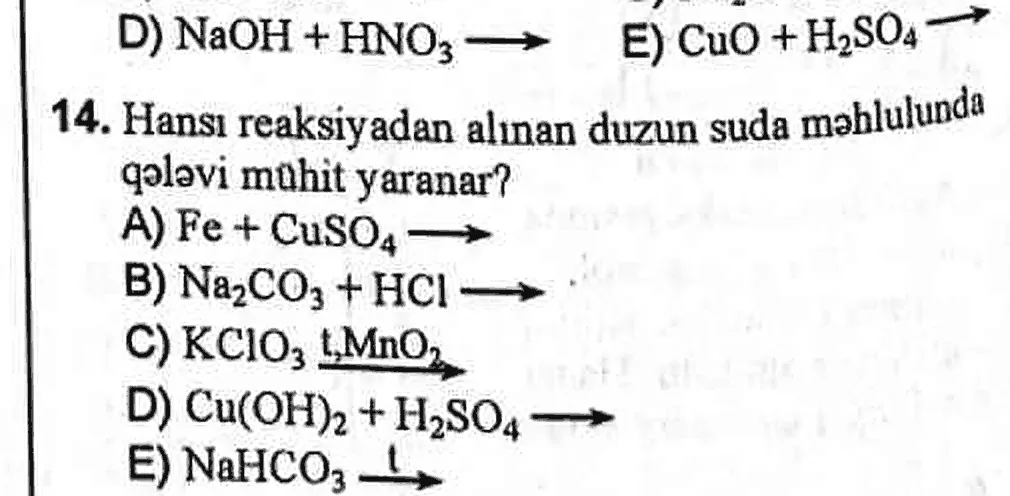 D) NaOH + HNO₃ ⟶ E) CuO + H₂SO₄ ⟶
14. Hansı reaksiyadan alınan duzun suda məhlulunda
qələvi mühit yaranar?
A) Fe + CuSO₄ ⟶
B) Na₂CO₃ + HCl ⟶
C) KClO₃ t,MnO₂ ⟶
D) Cu(OH)₂ + H₂SO₄ ⟶
E) NaHCO₃ t ⟶